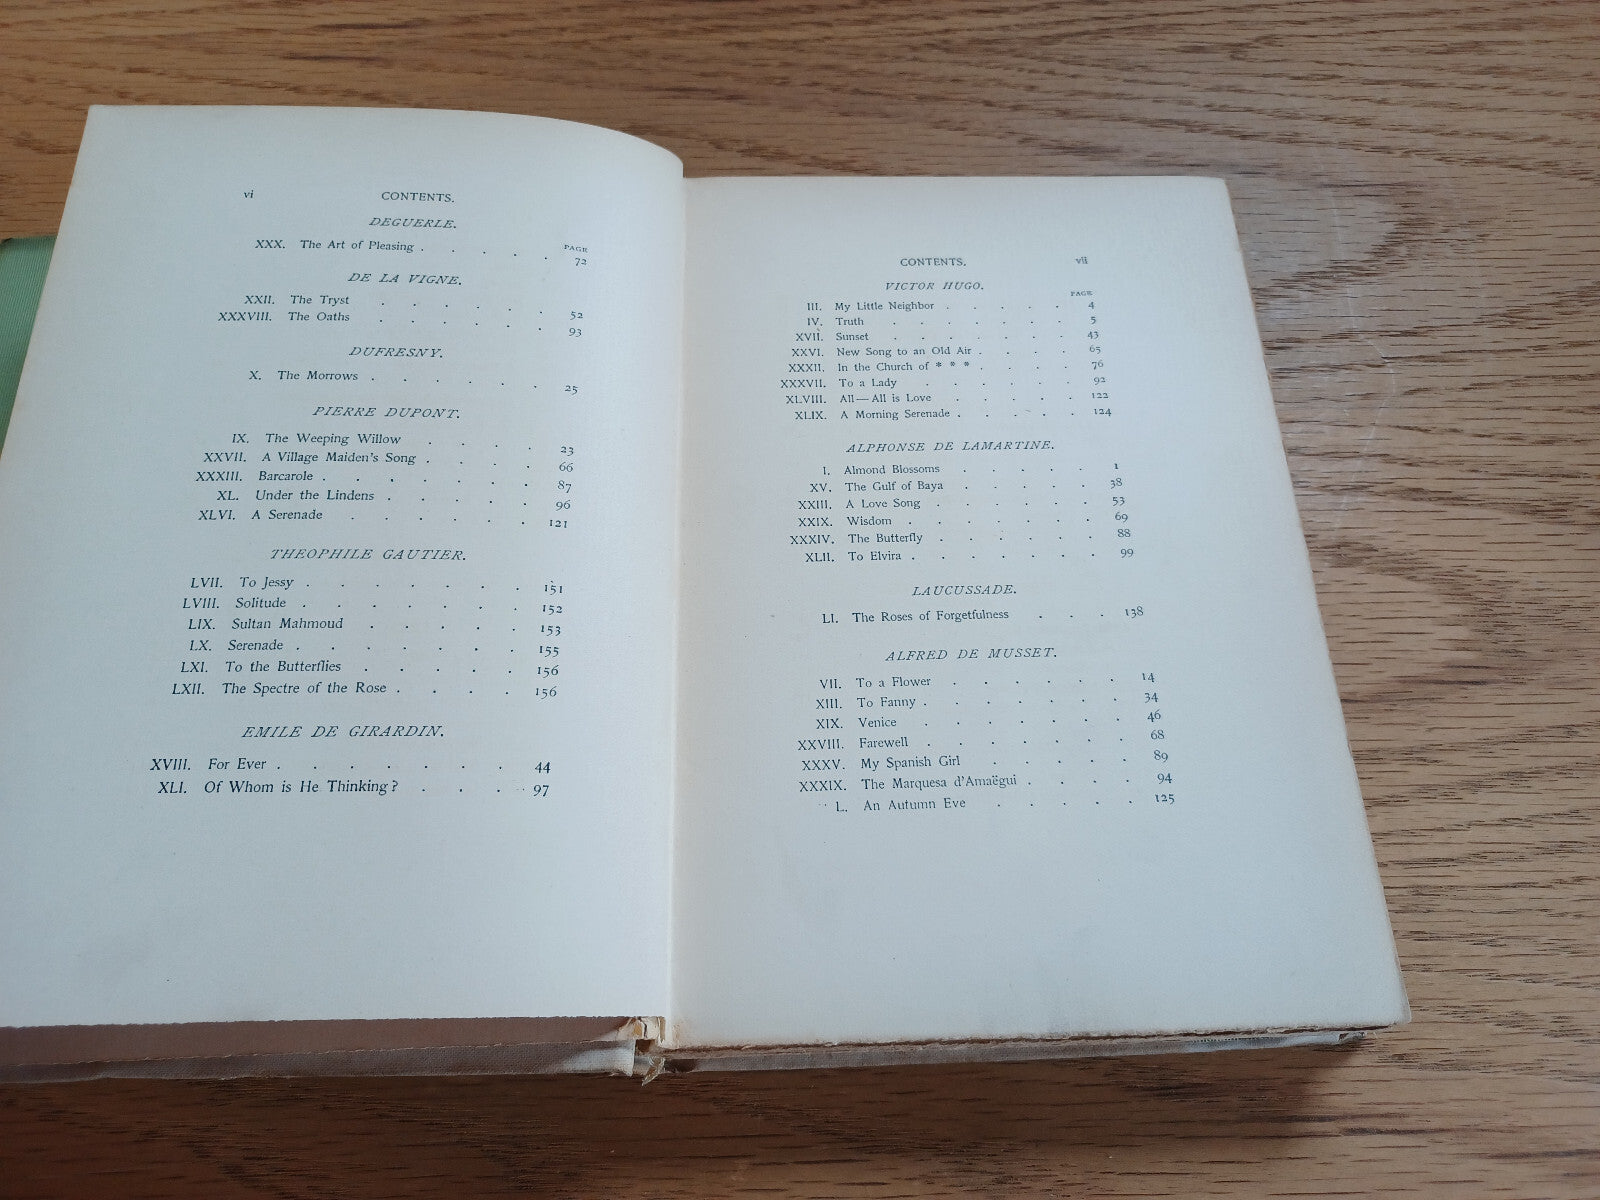 vi CONTENTS.
DEGUERLE.
PAGE
XXX. The Art of Pleasing . . . . . 72
DE LA VIGNE.
XXII. The Tryst . . . . . . 52
XXXVIII. The Oaths . . . . . . 93
DUFRESNY.
X. The Morrows . . . . . . 25
PIERRE DUPONT.
IX. The Weeping Willow . . . . 23
XXVII. A Village Maiden's Song . . . . 66
XXXIII. Barcarole . . . . . . . 87
XL. Under the Lindens . . . . . 96
XLVI. A Serenade . . . . . . 121
THEOPHILE GAUTIER.
LVII. To Jessy . . . . . . . 151
LVIII. Solitude . . . . . . . 152
LIX. Sultan Mahmoud . . . . . 153
LX. Serenade . . . . . . . 155
LXI. To the Butterflies . . . . . 156
LXII. The Spectre of the Rose . . . . 156
EMILE DE GIRARDIN.
XVIII. For Ever . . . . . . . 44
XLI. Of Whom is He Thinking? . . . . 97
CONTENTS. vii
VICTOR HUGO.
PAGE
III. My Little Neighbor . . . . . 4
IV. Truth . . . . . . . 5
XVII. Sunset . . . . . . . 43
XXVI. New Song to an Old Air . . . . 65
XXXII. In the Church of * * * . . . . 76
XXXVII. To a Lady . . . . . . 92
XLVIII. All—All is Love . . . . . 122
XLIX. A Morning Serenade . . . . . 124
ALPHONSE DE LAMARTINE.
I. Almond Blossoms . . . . . 1
XV. The Gulf of Baya . . . . . 38
XXIII. A Love Song . . . . . . 53
XXIX. Wisdom . . . . . . . 69
XXXIV. The Butterfly . . . . . . 88
XLII. To Elvira . . . . . . . 99
LAUCUSSADE.
LI. The Roses of Forgetfulness . . . 138
ALFRED DE MUSSET.
VII. To a Flower . . . . . . 14
XIII. To Fanny . . . . . . . 34
XIX. Venice . . . . . . . 46
XXVIII. Farewell . . . . . . . 68
XXXV. My Spanish Girl . . . . . 89
XXXIX. The Marquesa d'Amaëgui . . . . 94
L. An Autumn Eve . . . . . 125